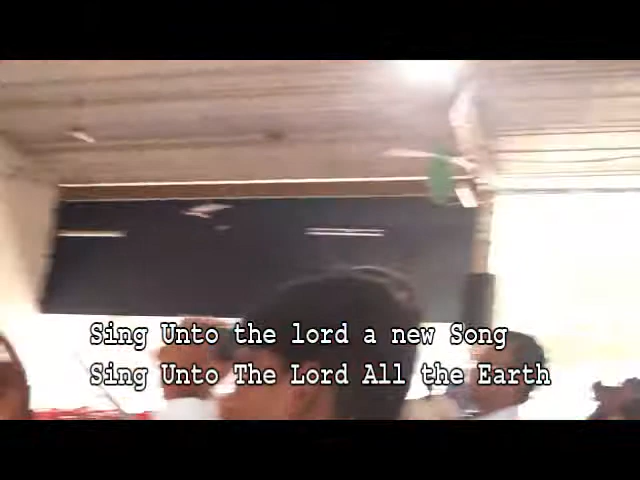 Sing Unto the lord a new Song
Sing Unto The Lord All the Earth